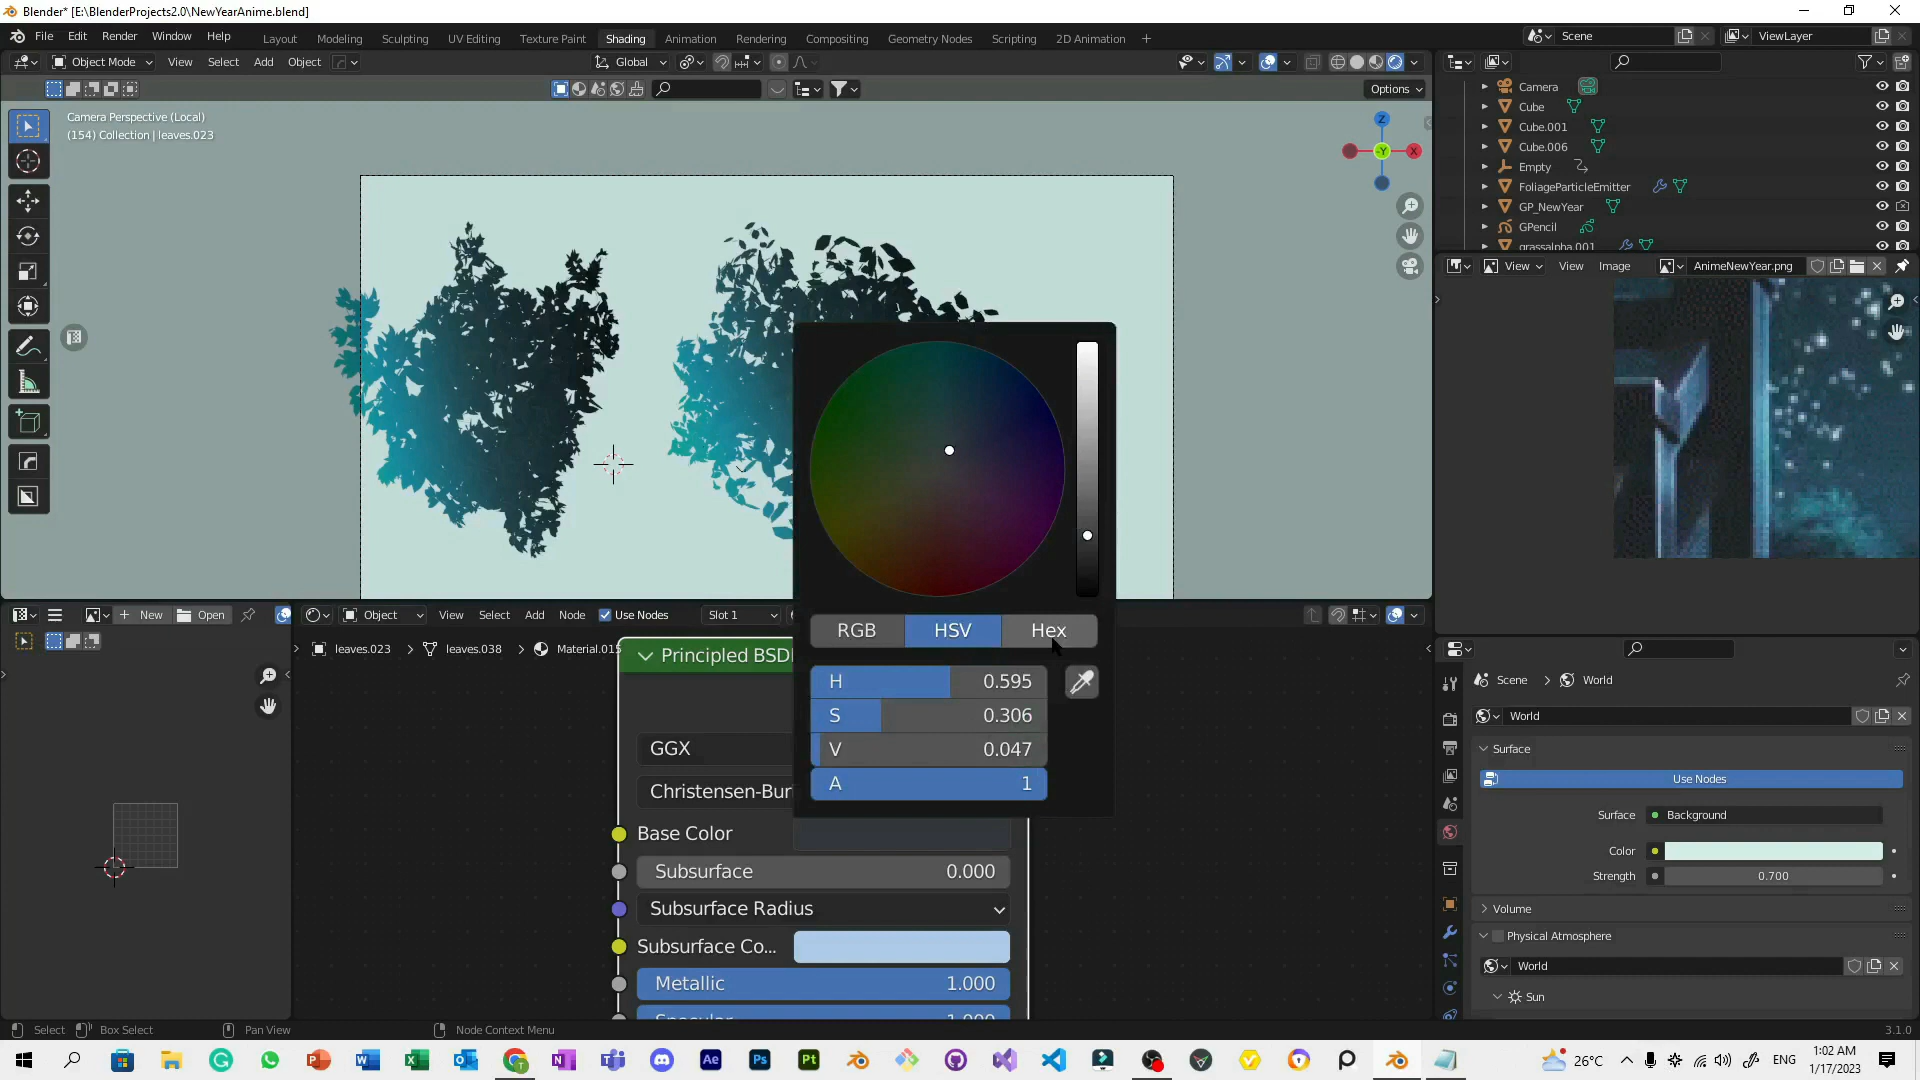 Blender* [E:\BlenderProjects2.0\NewYearAnime.blend]
File Edit Render Window Help
Layout Modeling Sculpting UV Editing Texture Paint Shading Animation Rendering Compositing Geometry Nodes Scripting 2D Animation +
Scene
ViewLayer
Object Mode View Select Add Object
Global
Options
Camera Perspective (Local)
(154) Collection | leaves.023
Z
-Y
X
Camera
Cube
Cube.001
Cube.006
Empty
FoliageParticleEmitter
GP_NewYear
GPencil
grassalpha.001
View View Image AnimeNewYear.png
RGB HSV Hex
H 0.595
S 0.306
V 0.047
A 1
New Open
Object View Select Add Node Use Nodes Slot 1
leaves.023 > leaves.038 > Material.015
Principled BSD
GGX
Christensen-Bur
Base Color
Subsurface 0.000
Subsurface Radius
Subsurface Co...
Metallic 1.000
Specular 1.000
Scene > World
World
Surface
Use Nodes
Surface Background
Color
Strength 0.700
Volume
Physical Atmosphere
World
Sun
Select Box Select Pan View Node Context Menu
3.1.0
26°C
ENG
1:02 AM
1/17/2023